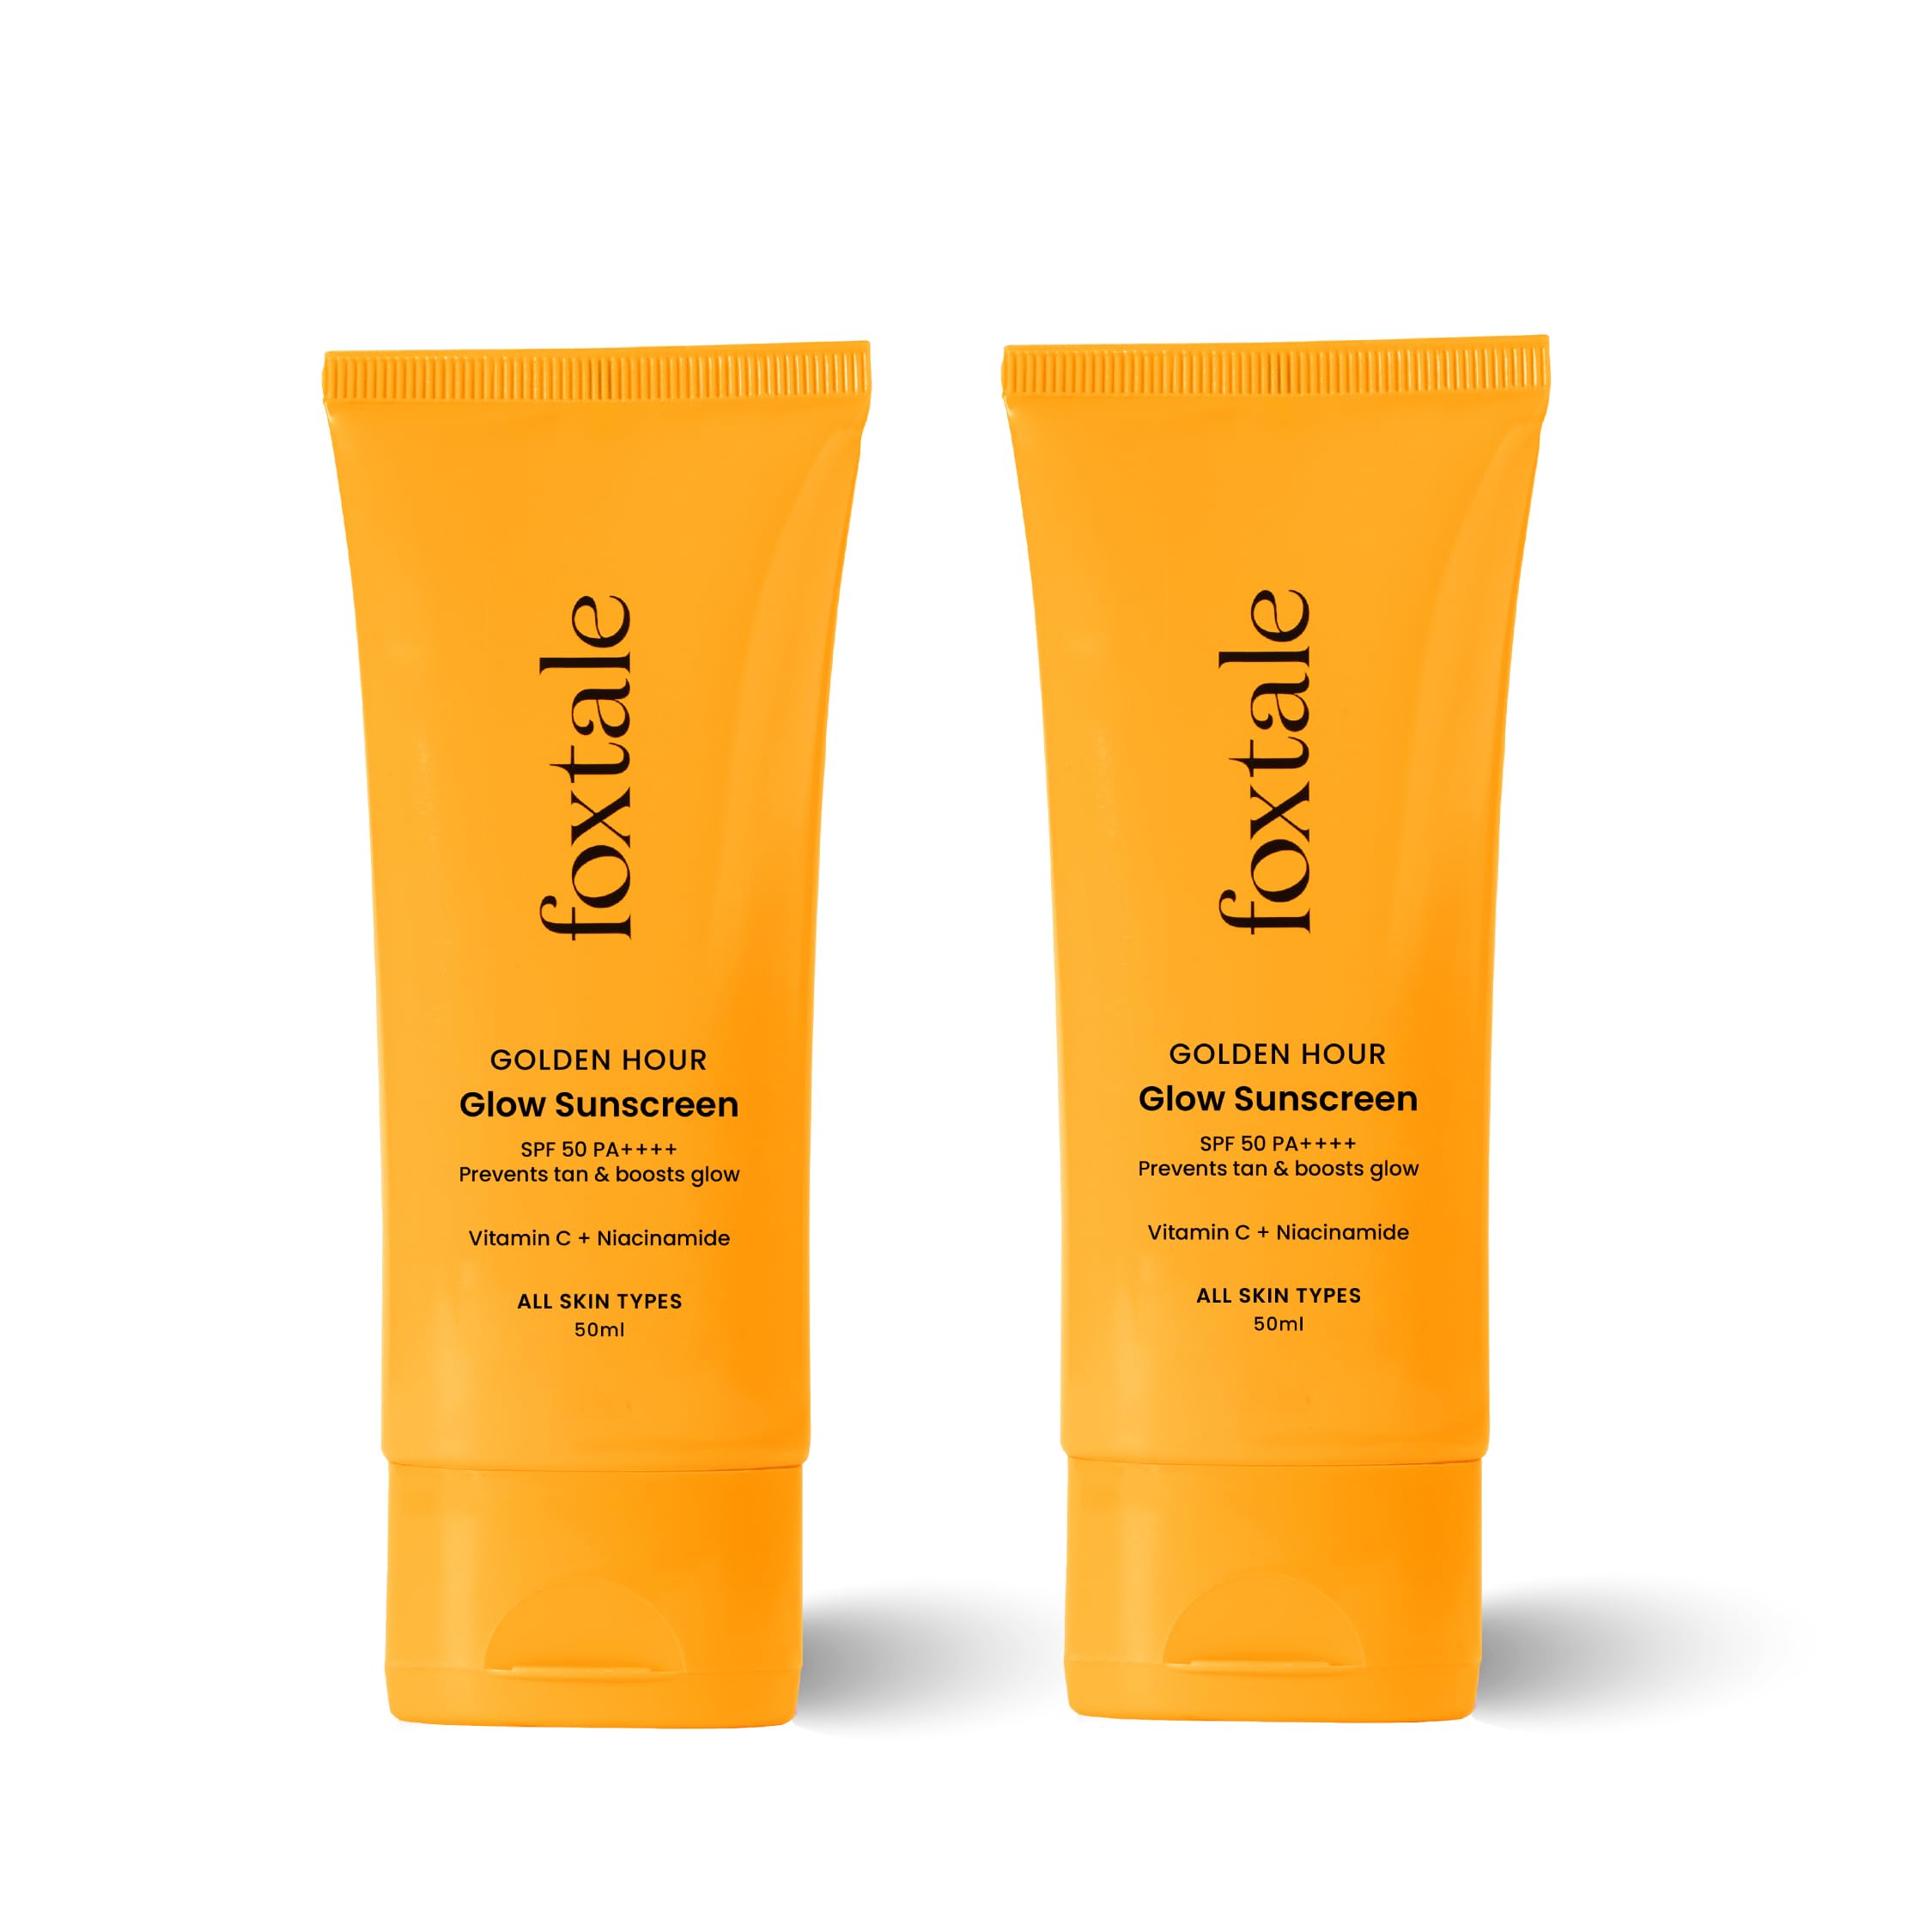 foxtale
GOLDEN HOUR
Glow Sunscreen
SPF 50 PA++++
Prevents tan & boosts glow
Vitamin C + Niacinamide
ALL SKIN TYPES
50ml
foxtale
GOLDEN HOUR
Glow Sunscreen
SPF 50 PA++++
Prevents tan & boosts glow
Vitamin C + Niacinamide
ALL SKIN TYPES
50ml